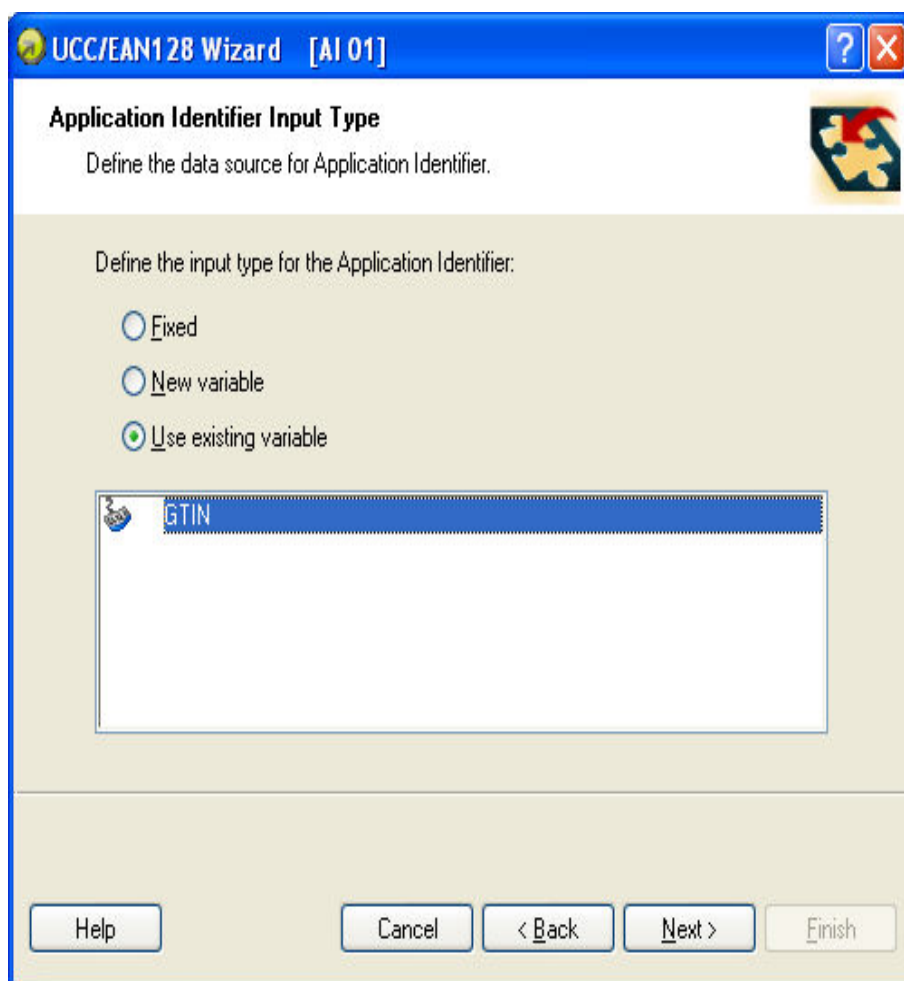 UCC/EAN128 Wizard [AI 01]
Application Identifier Input Type
Define the data source for Application Identifier.
Define the input type for the Application Identifier:
Fixed
New variable
Use existing variable
GTIN
Help Cancel < Back Next > Finish